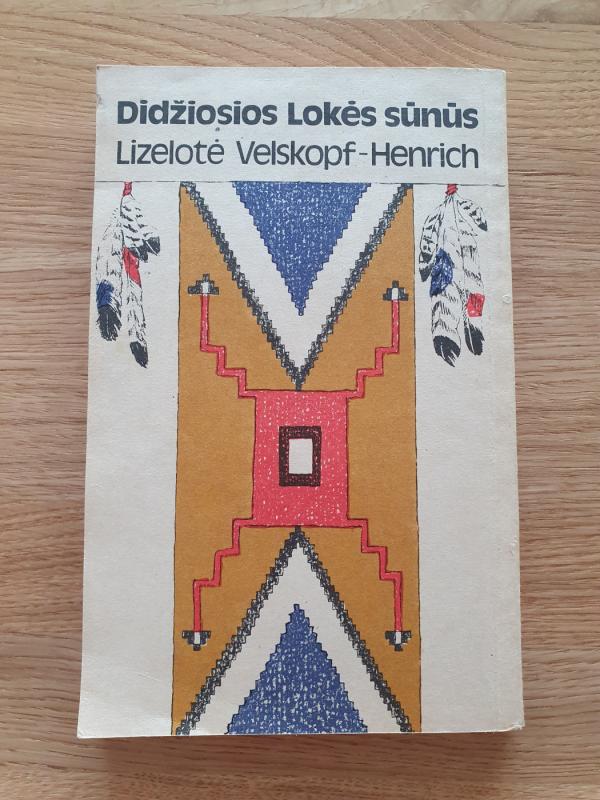 Didžiosios Lokės sūnūs
Lizelotė Velskopf-Henrich